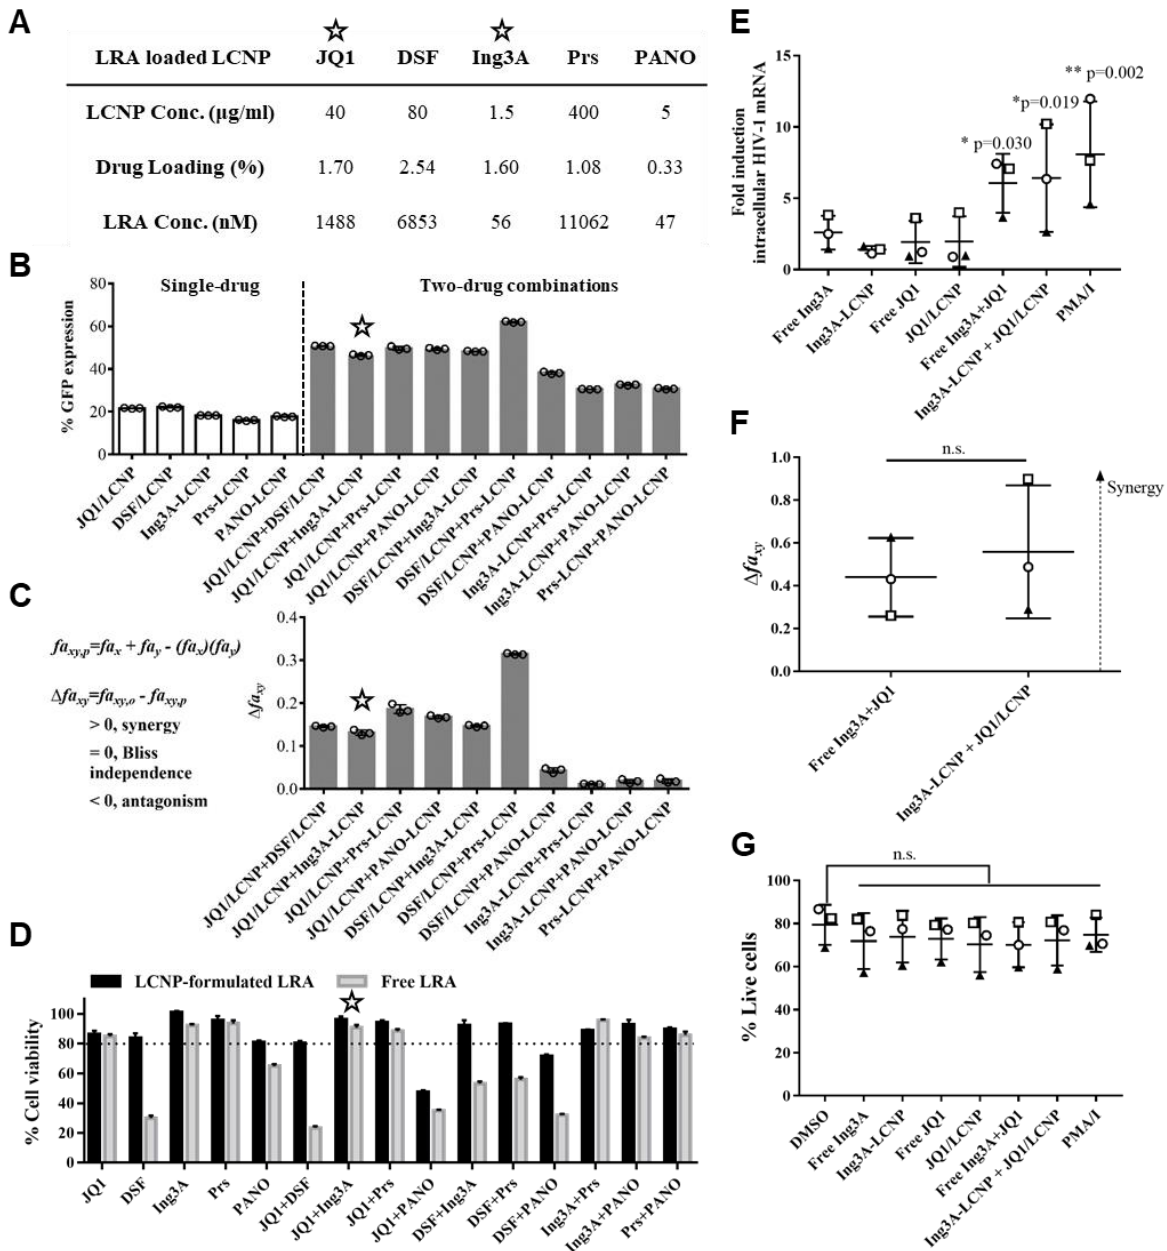 A
LRA loaded LCNP JQ1 DSF Ing3A Prs PANO
LCNP Conc. (µg/ml) 40 80 1.5 400 5
Drug Loading (%) 1.70 2.54 1.60 1.08 0.33
LRA Conc. (nM) 1488 6853 56 11062 47
B
% GFP expression
80
60
40
20
0
Single-drug
Two-drug combinations
JQ1/LCNP
DSF/LCNP
Ing3A-LCNP
Prs-LCNP
PANO-LCNP
JQ1/LCNP+DSF/LCNP
JQ1/LCNP+Ing3A-LCNP
JQ1/LCNP+Prs-LCNP
JQ1/LCNP+PANO-LCNP
DSF/LCNP+Ing3A-LCNP
DSF/LCNP+Prs-LCNP
DSF/LCNP+PANO-LCNP
Ing3A-LCNP+Prs-LCNP
Ing3A-LCNP+PANO-LCNP
Prs-LCNP+PANO-LCNP
C
faxy,p=fax + fay - (fax)(fay)
Δfaxy=faxy,o - faxy,p
> 0, synergy
= 0, Bliss
independence
< 0, antagonism
Δfaxy
0.4
0.3
0.2
0.1
0.0
JQ1/LCNP+DSF/LCNP
JQ1/LCNP+Ing3A-LCNP
JQ1/LCNP+Prs-LCNP
JQ1/LCNP+PANO-LCNP
DSF/LCNP+Ing3A-LCNP
DSF/LCNP+Prs-LCNP
DSF/LCNP+PANO-LCNP
Ing3A-LCNP+Prs-LCNP
Ing3A-LCNP+PANO-LCNP
Prs-LCNP+PANO-LCNP
D
LCNP-formulated LRA
Free LRA
% Cell viability
100
80
60
40
20
0
JQ1
DSF
Ing3A
Prs
PANO
JQ1+DSF
JQ1+Ing3A
JQ1+Prs
JQ1+PANO
DSF+Ing3A
DSF+Prs
DSF+PANO
Ing3A+Prs
Ing3A+PANO
Prs+PANO
E
Fold induction
intracellular HIV-1 mRNA
15
10
5
0
* p=0.030
*p=0.019
** p=0.002
Free Ing3A
Ing3A-LCNP
Free JQ1
JQ1/LCNP
Free Ing3A+JQ1
Ing3A-LCNP + JQ1/LCNP
PMA/I
F
Δfaxy
1.0
0.8
0.6
0.4
0.2
0.0
n.s.
Synergy
Free Ing3A+JQ1
Ing3A-LCNP + JQ1/LCNP
G
n.s.
% Live cells
100
80
60
40
20
0
DMSO
Free Ing3A
Ing3A-LCNP
Free JQ1
JQ1/LCNP
Free Ing3A+JQ1
Ing3A-LCNP + JQ1/LCNP
PMA/I